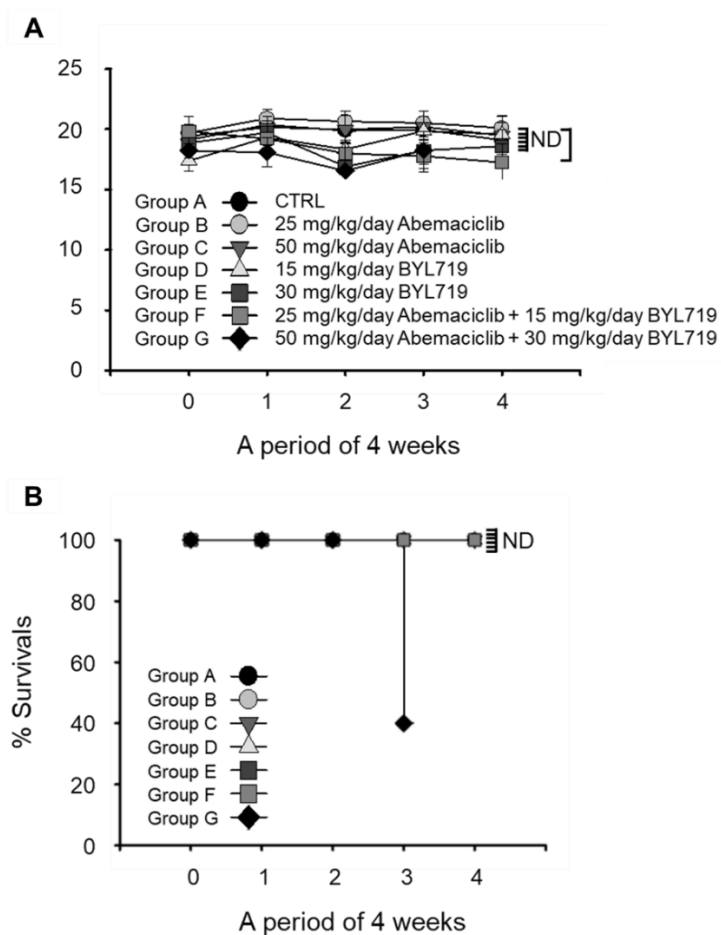 A
25
20
15
10
5
0
ND
Group A CTRL
Group B 25 mg/kg/day Abemaciclib
Group C 50 mg/kg/day Abemaciclib
Group D 15 mg/kg/day BYL719
Group E 30 mg/kg/day BYL719
Group F 25 mg/kg/day Abemaciclib + 15 mg/kg/day BYL719
Group G 50 mg/kg/day Abemaciclib + 30 mg/kg/day BYL719
0 1 2 3 4
A period of 4 weeks
B
% Survivals
100
80
60
40
20
0
ND
Group A
Group B
Group C
Group D
Group E
Group F
Group G
0 1 2 3 4
A period of 4 weeks